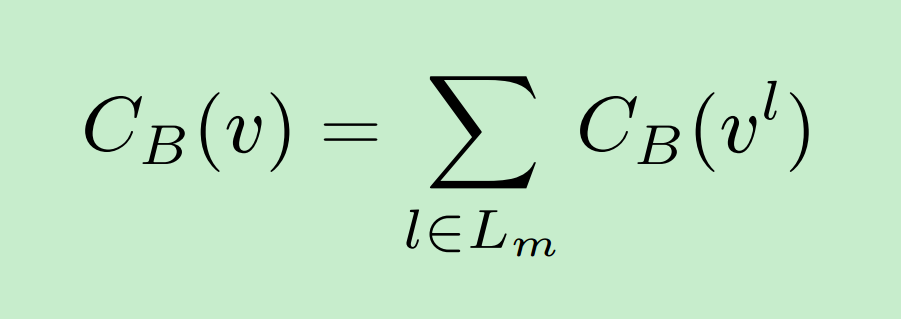 C_B(v) = \sum_{l \in L_m} C_B(v^l)